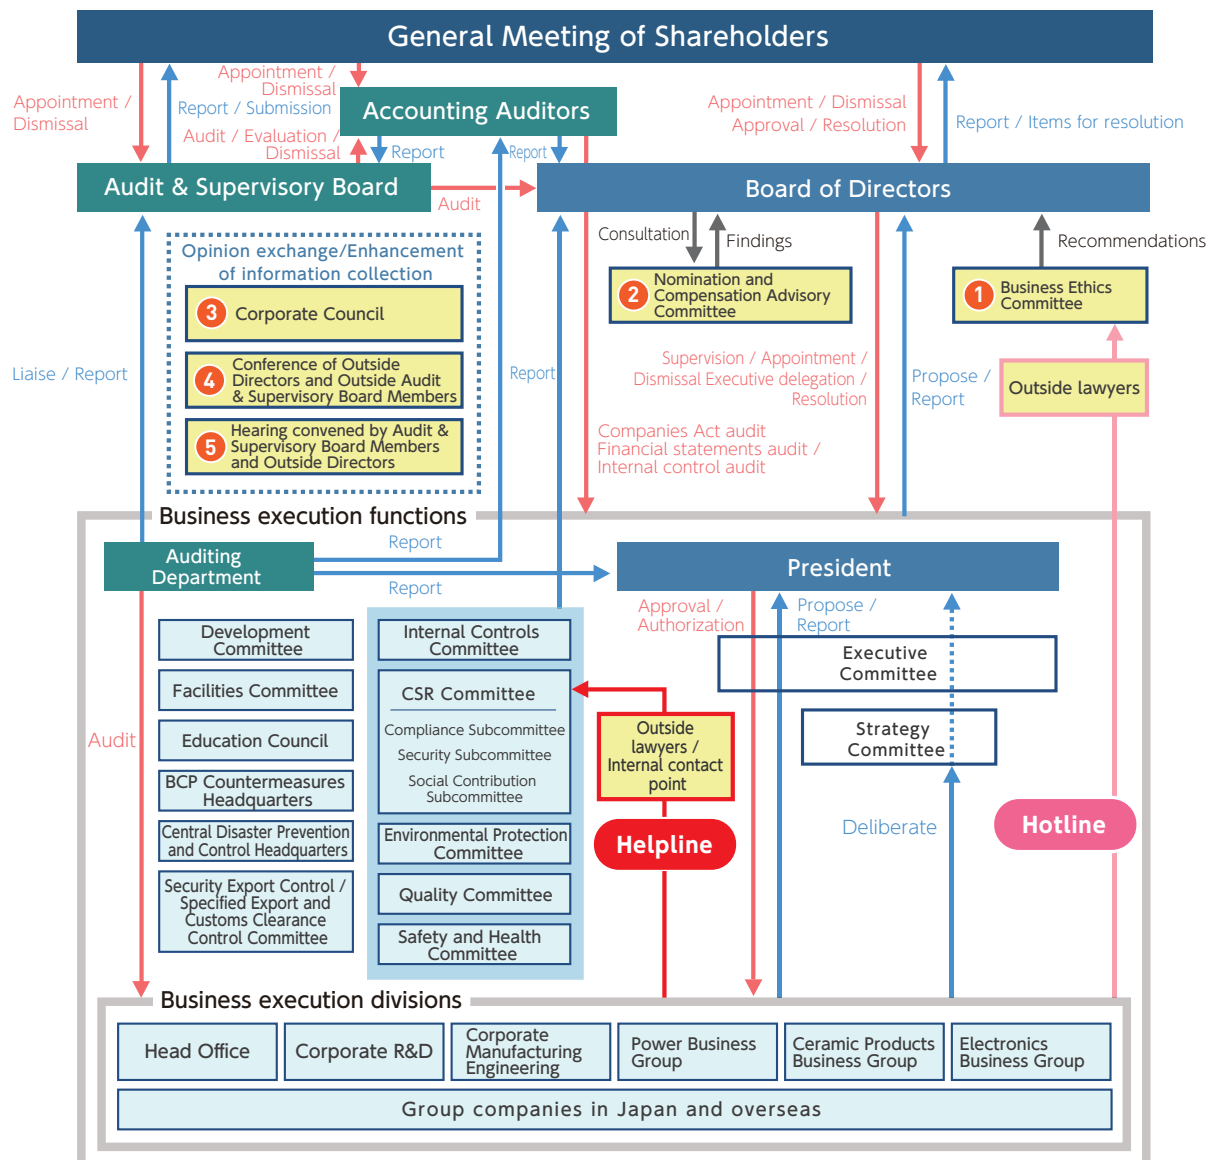 General Meeting of Shareholders
Appointment /
Dismissal
Report / Submission
Appointment /
Dismissal
Accounting Auditors
Audit / Evaluation /
Dismissal
Report
Report
Appointment / Dismissal
Approval / Resolution
Report / Items for resolution
Audit & Supervisory Board
Audit
Board of Directors
Opinion exchange/Enhancement
of information collection
3 Corporate Council
4 Conference of Outside
Directors and Outside Audit
& Supervisory Board Members
5 Hearing convened by Audit &
Supervisory Board Members
and Outside Directors
Liaise / Report
Report
Consultation
Findings
Recommendations
2 Nomination and
Compensation Advisory
Committee
1 Business Ethics
Committee
Supervision / Appointment /
Dismissal Executive delegation /
Resolution
Propose /
Report
Outside lawyers
Companies Act audit
Financial statements audit /
Internal control audit
Business execution functions
Auditing
Department
Report
Report
President
Approval /
Authorization
Propose /
Report
Development
Committee
Facilities Committee
Education Council
BCP Countermeasures
Headquarters
Central Disaster Prevention
and Control Headquarters
Security Export Control /
Specified Export and
Customs Clearance
Control Committee
Internal Controls
Committee
CSR Committee
Compliance Subcommittee
Security Subcommittee
Social Contribution
Subcommittee
Environmental Protection
Committee
Quality Committee
Safety and Health
Committee
Outside
lawyers /
Internal contact
point
Helpline
Executive
Committee
Strategy
Committee
Deliberate
Hotline
Audit
Business execution divisions
Head Office
Corporate R&D
Corporate
Manufacturing
Engineering
Power Business
Group
Ceramic Products
Business Group
Electronics
Business Group
Group companies in Japan and overseas